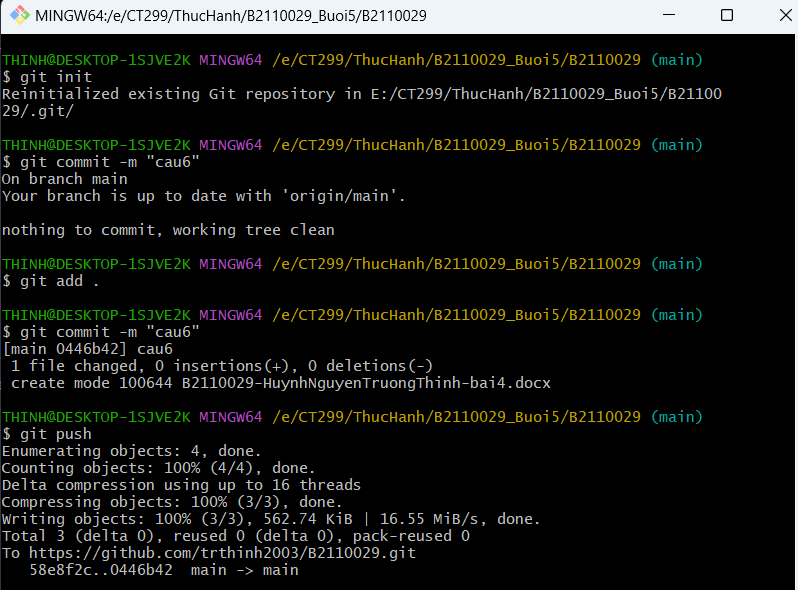 MINGW64:/e/CT299/ThucHanh/B2110029_Buoi5/B2110029
THINH@DESKTOP-1SJVE2K MINGW64 /e/CT299/ThucHanh/B2110029_Buoi5/B2110029 (main)
$ git init
Reinitialized existing Git repository in E:/CT299/ThucHanh/B2110029_Buoi5/B21100
29/.git/
THINH@DESKTOP-1SJVE2K MINGW64 /e/CT299/ThucHanh/B2110029_Buoi5/B2110029 (main)
$ git commit -m "cau6"
On branch main
Your branch is up to date with 'origin/main'.
nothing to commit, working tree clean
THINH@DESKTOP-1SJVE2K MINGW64 /e/CT299/ThucHanh/B2110029_Buoi5/B2110029 (main)
$ git add .
THINH@DESKTOP-1SJVE2K MINGW64 /e/CT299/ThucHanh/B2110029_Buoi5/B2110029 (main)
$ git commit -m "cau6"
[main 0446b42] cau6
 1 file changed, 0 insertions(+), 0 deletions(-)
 create mode 100644 B2110029-HuynhNguyenTruongThinh-bai4.docx
THINH@DESKTOP-1SJVE2K MINGW64 /e/CT299/ThucHanh/B2110029_Buoi5/B2110029 (main)
$ git push
Enumerating objects: 4, done.
Counting objects: 100% (4/4), done.
Delta compression using up to 16 threads
Compressing objects: 100% (3/3), done.
Writing objects: 100% (3/3), 562.74 KiB | 16.55 MiB/s, done.
Total 3 (delta 0), reused 0 (delta 0), pack-reused 0
To https://github.com/trthinh2003/B2110029.git
   58e8f2c..0446b42  main -> main